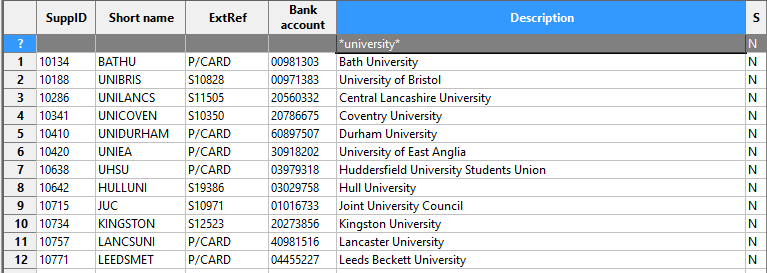 SuppID Short name ExtRef Bank account Description S
? *university* N
1 10134 BATHU P/CARD 00981303 Bath University N
2 10188 UNIBRIS S10828 00971383 University of Bristol N
3 10286 UNILANCS S11505 20560332 Central Lancashire University N
4 10341 UNICOVEN S10350 20786675 Coventry University N
5 10410 UNIDURHAM P/CARD 60897507 Durham University N
6 10420 UNIEA P/CARD 30918202 University of East Anglia N
7 10638 UHSU P/CARD 03979318 Huddersfield University Students Union N
8 10642 HULLUNI S19386 03029758 Hull University N
9 10715 JUC S10971 01016733 Joint University Council N
10 10734 KINGSTON S12523 20273856 Kingston University N
11 10757 LANCSUNI P/CARD 40981516 Lancaster University N
12 10771 LEEDSMET P/CARD 04455227 Leeds Beckett University N